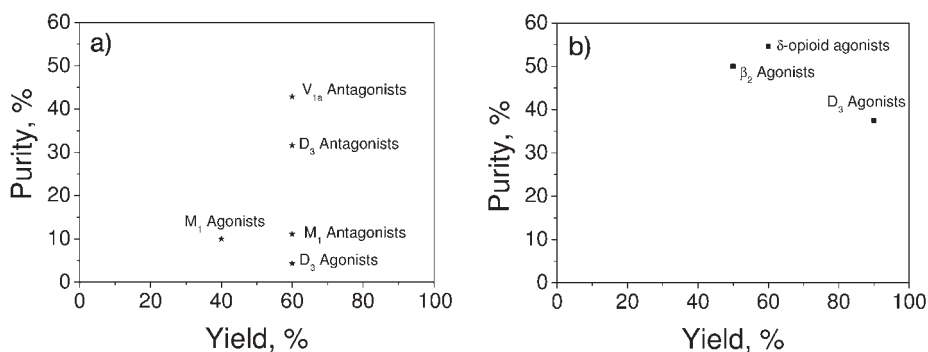 a)
Purity, %
60
50
40
30
20
10
0
V1a Antagonists
D3 Antagonists
M1 Agonists
M1 Antagonists
D3 Agonists
0 20 40 60 80 100
Yield, %
b)
Purity, %
60
50
40
30
20
10
0
δ-opioid agonists
β2 Agonists
D3 Agonists
0 20 40 60 80 100
Yield, %